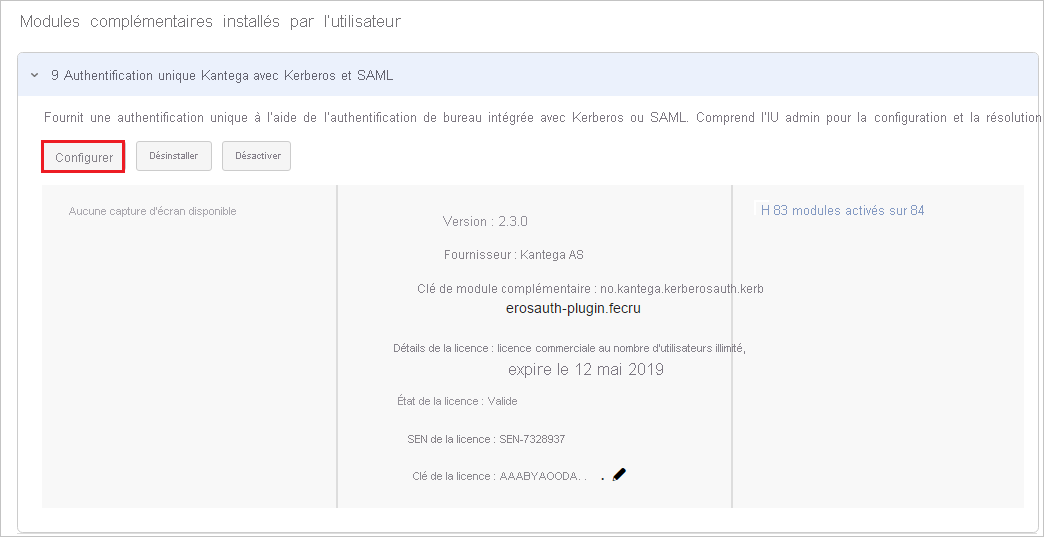 Modules complémentaires installés par l'utilisateur
9 Authentification unique Kantega avec Kerberos et SAML
Fournit une authentification unique à l'aide de l'authentification de bureau intégrée avec Kerberos ou SAML. Comprend l'IU admin pour la configuration et la résolution
Configurer Désinstaller Désactiver
Aucune capture d'écran disponible
Version : 2.3.0
Fournisseur : Kantega AS
Clé de module complémentaire : no.kantega.kerberosauth.kerb
erosauth-plugin.fecru
Détails de la licence : licence commerciale au nombre d'utilisateurs illimité,
expire le 12 mai 2019
État de la licence : Valide
SEN de la licence : SEN-7328937
Clé de la licence : AAABYAOODA. . .
H 83 modules activés sur 84